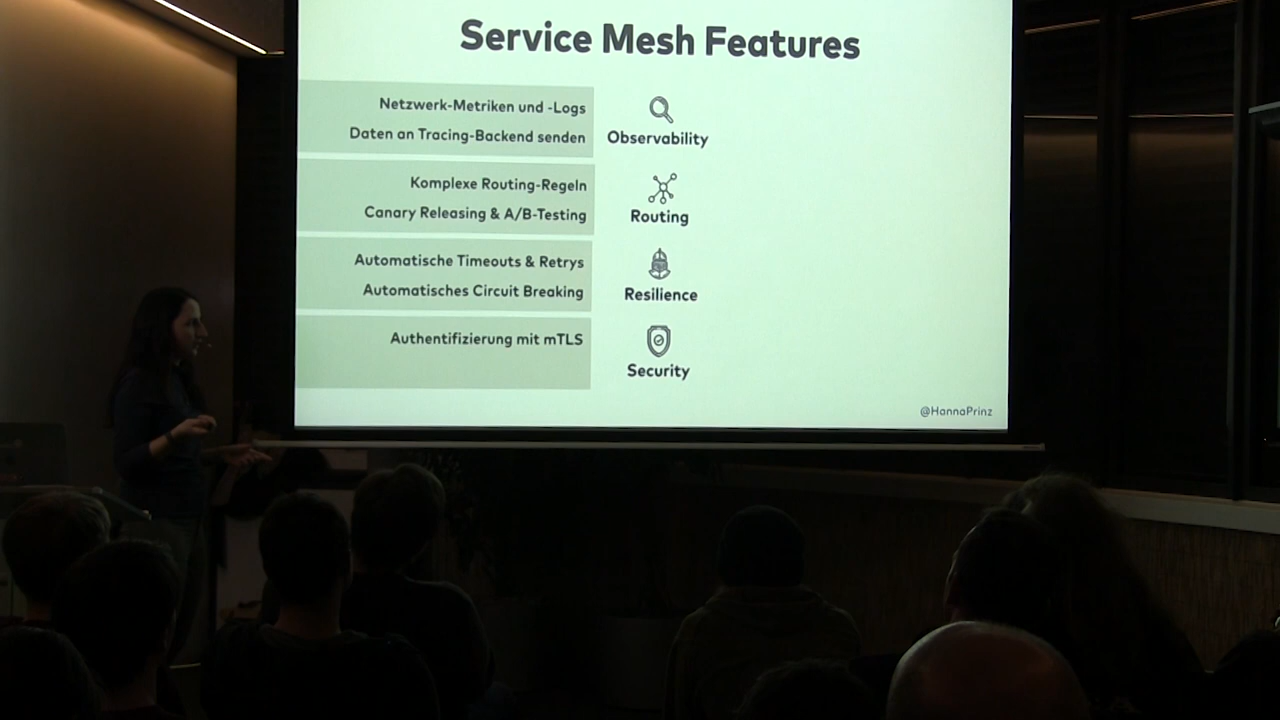 Service Mesh Features
Netzwerk-Metriken und -Logs
Daten an Tracing-Backend senden
Observability
Komplexe Routing-Regeln
Canary Releasing & A/B-Testing
Routing
Automatische Timeouts & Retrys
Automatisches Circuit Breaking
Resilience
Authentifizierung mit mTLS
Security
@HannaPrinz